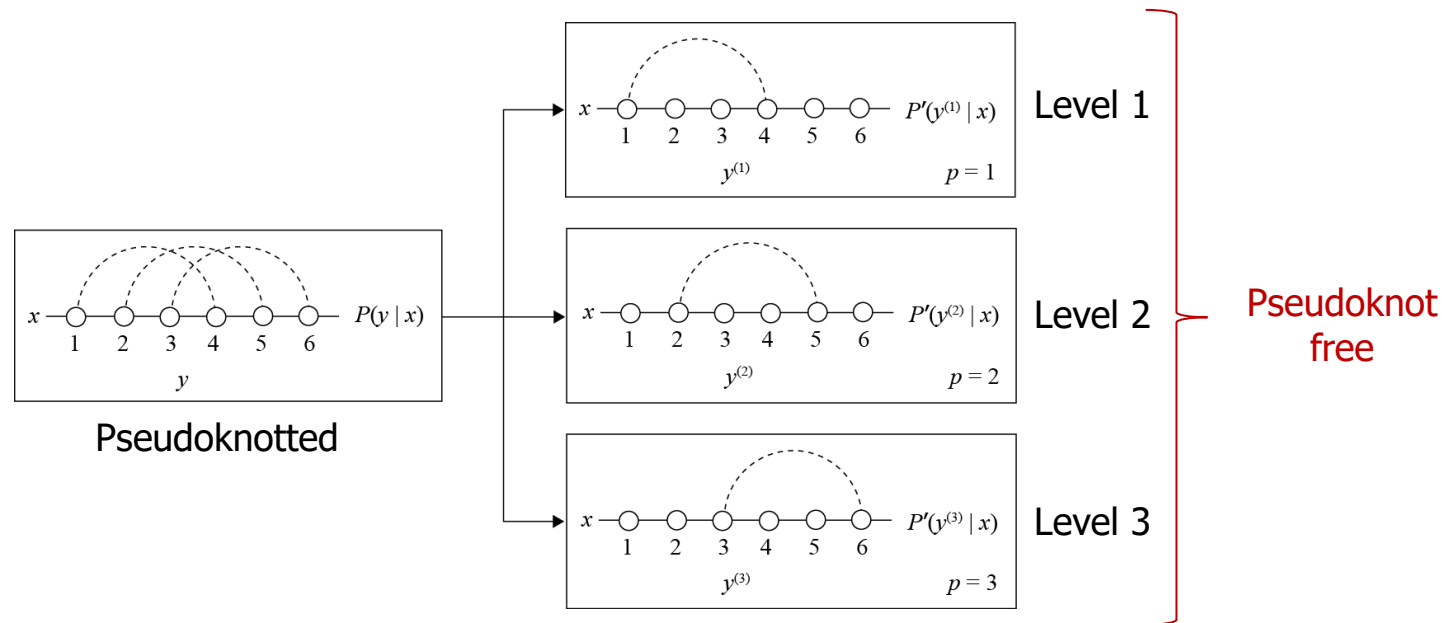 x P(y | x)
1 2 3 4 5 6
y
Pseudoknotted
x P′(y⁽¹⁾ | x)
1 2 3 4 5 6
y⁽¹⁾
p = 1
Level 1
x P′(y⁽²⁾ | x)
1 2 3 4 5 6
y⁽²⁾
p = 2
Level 2
x P′(y⁽³⁾ | x)
1 2 3 4 5 6
y⁽³⁾
p = 3
Level 3
Pseudoknot
free